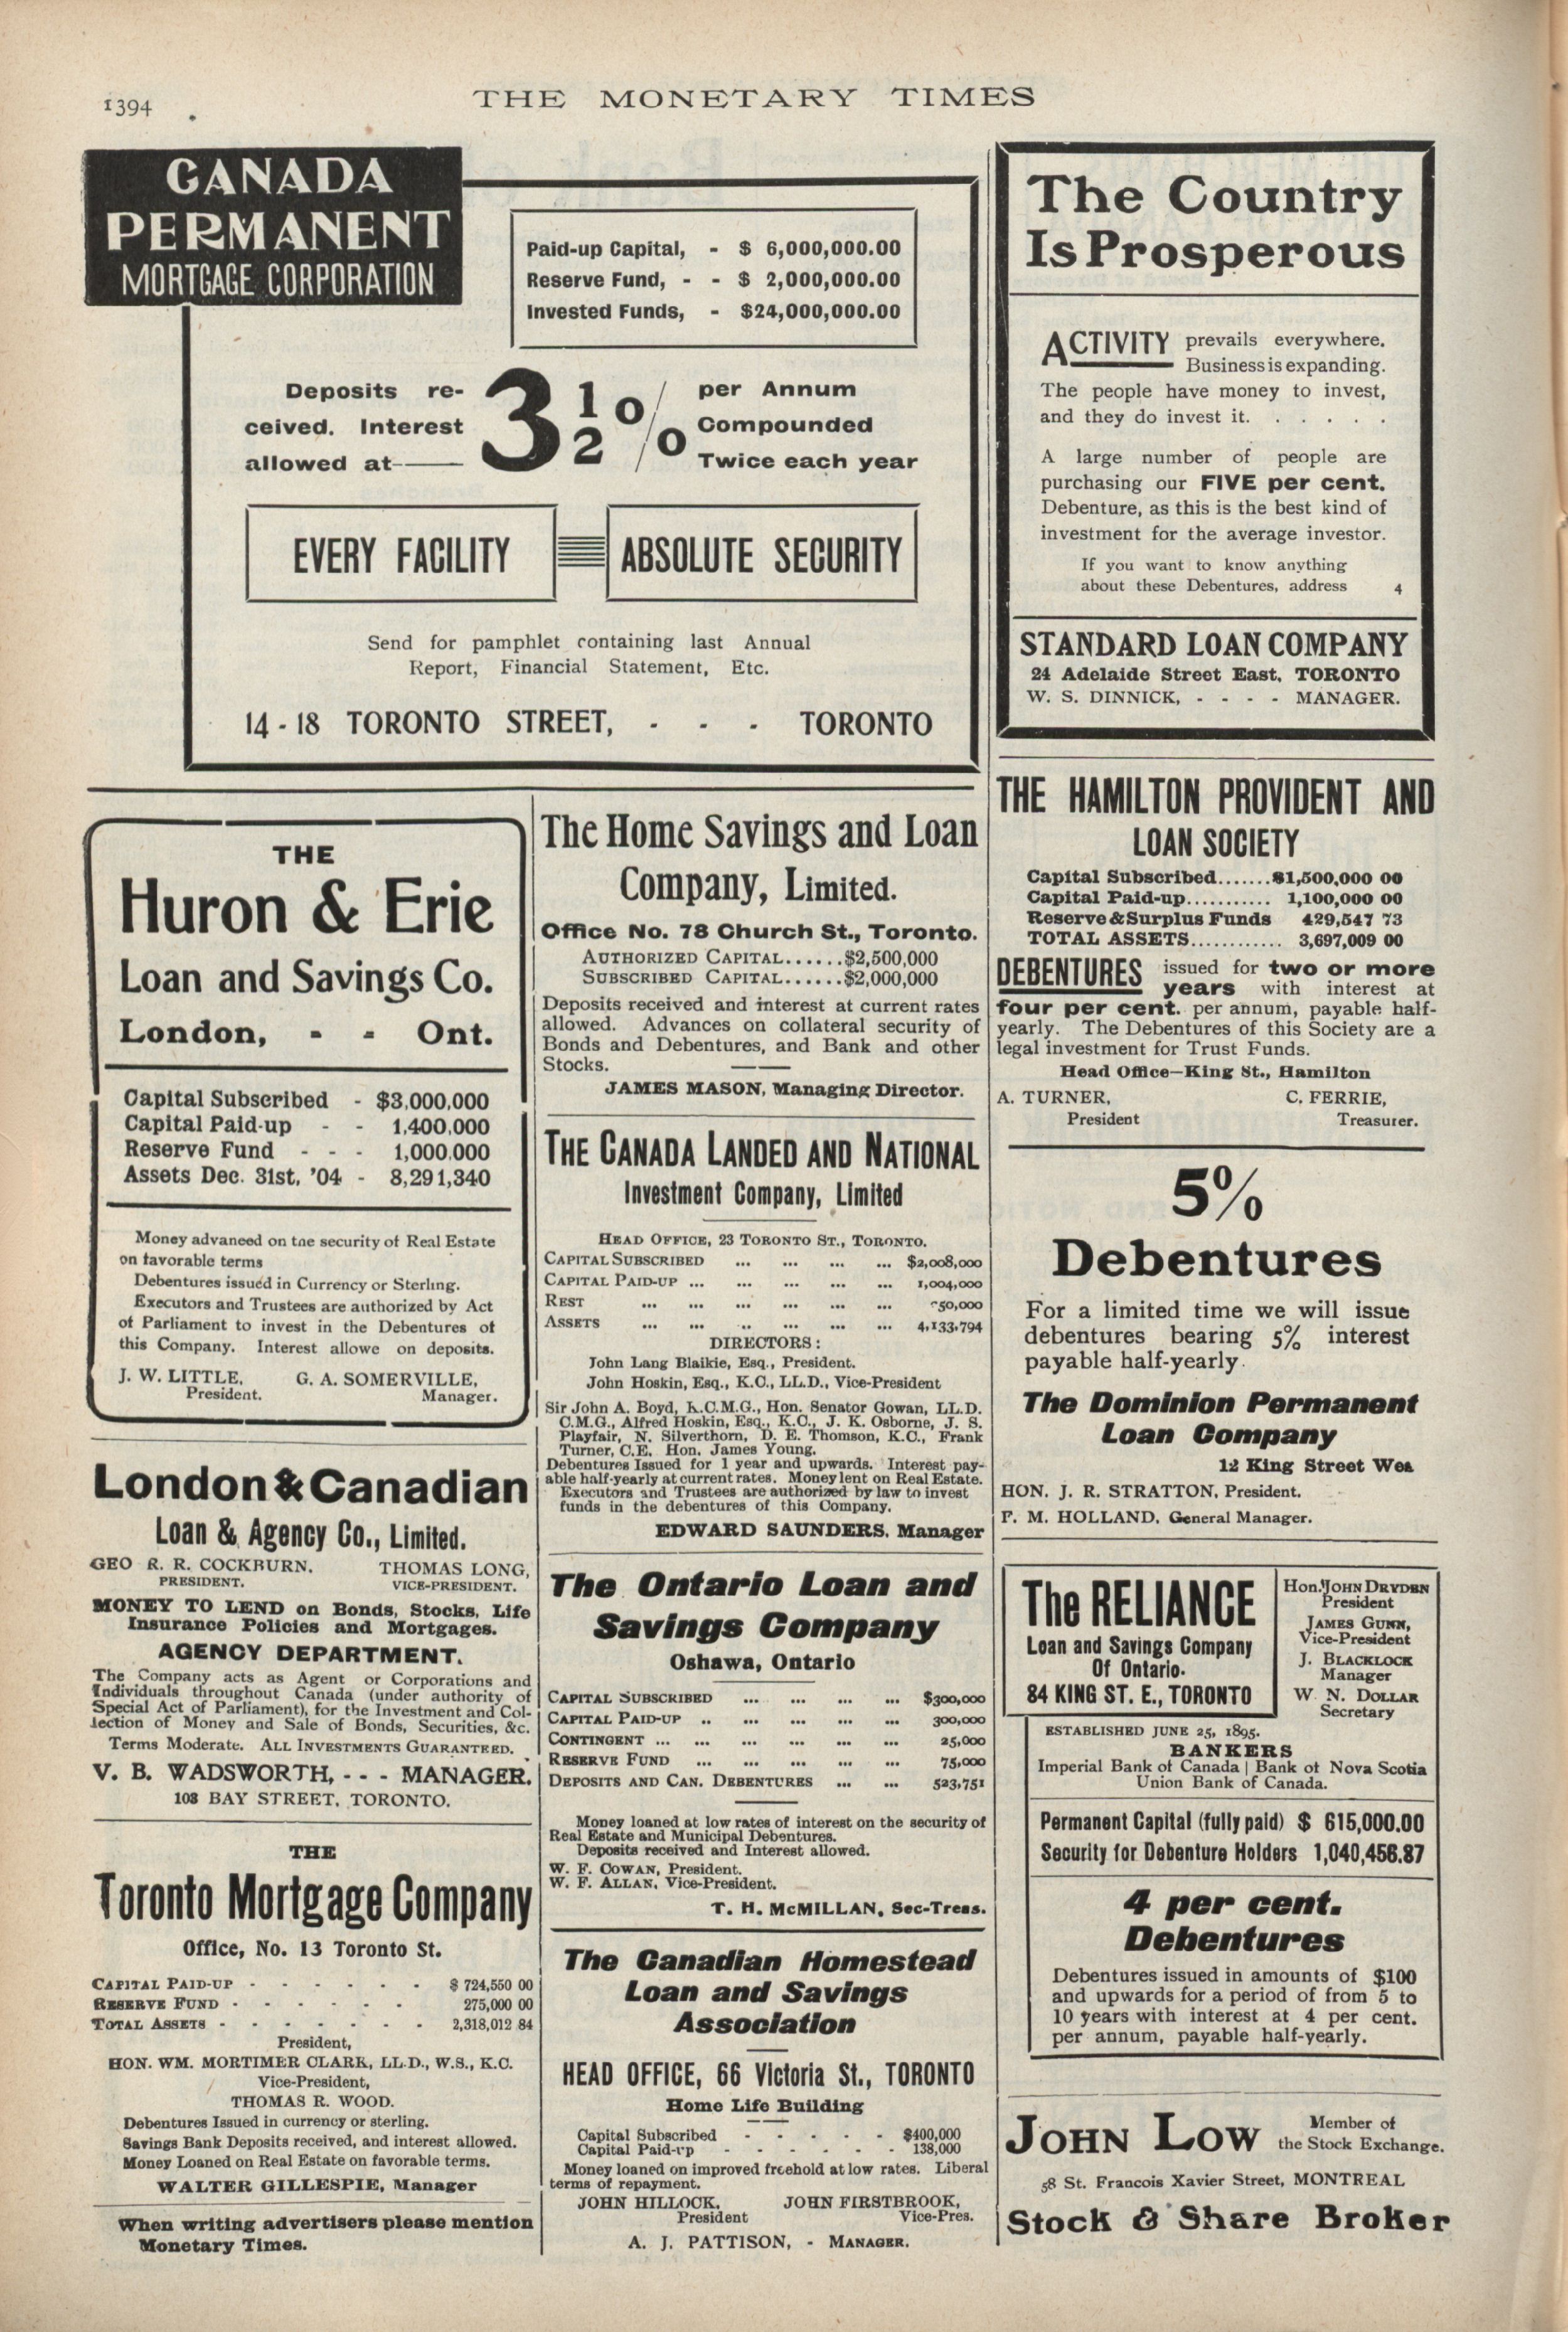 1394
THE MONETARY TIMES
CANADA
PERMANENT
MORTGAGE CORPORATION
Paid-up Capital, - $ 6,000,000.00
Reserve Fund, - - $ 2,000,000.00
Invested Funds, - $24,000,000.00
Deposits re-
ceived. Interest
allowed at——
3½%
per Annum
Compounded
Twice each year
EVERY FACILITY
ABSOLUTE SECURITY
Send for pamphlet containing last Annual
Report, Financial Statement, Etc.
14-18 TORONTO STREET, - - - TORONTO
The Country
Is Prosperous
ACTIVITY prevails everywhere.
Business is expanding.
The people have money to invest,
and they do invest it. . . . . .
A large number of people are
purchasing our FIVE per cent.
Debenture, as this is the best kind of
investment for the average investor.
If you want to know anything
about these Debentures, address 4
STANDARD LOAN COMPANY
24 Adelaide Street East, TORONTO
W. S. DINNICK, - - - - MANAGER.
THE
Huron & Erie
Loan and Savings Co.
London, - - Ont.
Capital Subscribed - $3,000,000
Capital Paid-up - - 1,400,000
Reserve Fund - - - 1,000,000
Assets Dec. 31st, '04 - 8,291,340
Money advanced on tne security of Real Estate
on favorable terms
Debentures issued in Currency or Sterling.
Executors and Trustees are authorized by Act
of Parliament to invest in the Debentures of
this Company. Interest allowe on deposits.
J. W. LITTLE, G. A. SOMERVILLE,
President. Manager.
London & Canadian
Loan & Agency Co., Limited.
GEO R. R. COCKBURN, THOMAS LONG,
PRESIDENT. VICE-PRESIDENT.
MONEY TO LEND on Bonds, Stocks, Life
Insurance Policies and Mortgages.
AGENCY DEPARTMENT.
The Company acts as Agent or Corporations and
Individuals throughout Canada (under authority of
Special Act of Parliament), for the Investment and Col-
lection of Money and Sale of Bonds, Securities, &c.
Terms Moderate. ALL INVESTMENTS GUARANTEED.
V. B. WADSWORTH, - - - MANAGER.
103 BAY STREET, TORONTO.
THE
Toronto Mortgage Company
Office, No. 13 Toronto St.
CAPITAL PAID-UP - - - - - - $ 724,550 00
RESERVE FUND - - - - - - 275,000 00
TOTAL ASSETS - - - - - - - 2,318,012 84
President,
HON. WM. MORTIMER CLARK, LL.D., W.S., K.C.
Vice-President,
THOMAS R. WOOD.
Debentures Issued in currency or sterling.
Savings Bank Deposits received, and interest allowed.
Money Loaned on Real Estate on favorable terms.
WALTER GILLESPIE, Manager
When writing advertisers please mention
Monetary Times.
The Home Savings and Loan
Company, Limited.
Office No. 78 Church St., Toronto.
AUTHORIZED CAPITAL......$2,500,000
SUBSCRIBED CAPITAL......$2,000,000
Deposits received and interest at current rates
allowed. Advances on collateral security of
Bonds and Debentures, and Bank and other
Stocks.
JAMES MASON, Managing Director.
THE CANADA LANDED AND NATIONAL
Investment Company, Limited
HEAD OFFICE, 23 TORONTO ST., TORONTO.
CAPITAL SUBSCRIBED ... ... ... ... $2,008,000
CAPITAL PAID-UP ... ... ... ... ... 1,004,000
REST ... ... ... ... ... ... 50,000
ASSETS ... ... .. ... ... ... 4,133,794
DIRECTORS:
John Lang Blaikie, Esq., President.
John Hoskin, Esq., K.C., LL.D., Vice-President
Sir John A. Boyd, K.C.M.G., Hon. Senator Gowan, LL.D.
C.M.G., Alfred Hoskin, Esq., K.C., J. K. Osborne, J. S.
Playfair, N. Silverthorn, D. E. Thomson, K.C., Frank
Turner, C.E. Hon. James Young.
Debentures Issued for 1 year and upwards. Interest pay-
able half-yearly at current rates. Money lent on Real Estate.
Executors and Trustees are authorized by law to invest
funds in the debentures of this Company.
EDWARD SAUNDERS, Manager
The Ontario Loan and
Savings Company
Oshawa, Ontario
CAPITAL SUBSCRIBED ... ... ... ... $300,000
CAPITAL PAID-UP .. ... ... ... ... 300,000
CONTINGENT ... ... ... ... ... ... 25,000
RESERVE FUND ... ... ... ... ... 75,000
DEPOSITS AND CAN. DEBENTURES ... ... 523,751
Money loaned at low rates of interest on the security of
Real Estate and Municipal Debentures.
Deposits received and Interest allowed.
W. F. COWAN, President.
W. F. ALLAN, Vice-President.
T. H. McMILLAN, Sec-Treas.
The Canadian Homestead
Loan and Savings
Association
HEAD OFFICE, 66 Victoria St., TORONTO
Home Life Building
Capital Subscribed - - - - - $400,000
Capital Paid-up - - - - - - 138,000
Money loaned on improved freehold at low rates. Liberal
terms of repayment.
JOHN HILLOCK, JOHN FIRSTBROOK,
President Vice-Pres.
A. J. PATTISON, - MANAGER.
THE HAMILTON PROVIDENT AND
LOAN SOCIETY
Capital Subscribed.......$1,500,000 00
Capital Paid-up........... 1,100,000 00
Reserve & Surplus Funds 429,547 73
TOTAL ASSETS............ 3,697,009 00
DEBENTURES issued for two or more
years with interest at
four per cent. per annum, payable half-
yearly. The Debentures of this Society are a
legal investment for Trust Funds.
Head Office—King St., Hamilton
A. TURNER, C. FERRIE,
President Treasurer.
5%
Debentures
For a limited time we will issue
debentures bearing 5% interest
payable half-yearly.
The Dominion Permanent
Loan Company
12 King Street
HON. J. R. STRATTON, President.
F. M. HOLLAND, General Manager.
The RELIANCE
Loan and Savings Company
Of Ontario.
84 KING ST. E., TORONTO
Hon. JOHN DRYDEN
President
JAMES GUNN,
Vice-President
J. BLACKLOCK
Manager
W. N. DOLLAR
Secretary
ESTABLISHED JUNE 25, 1895.
BANKERS
Imperial Bank of Canada | Bank of Nova Scotia
Union Bank of Canada.
Permanent Capital (fully paid) $ 615,000.00
Security for Debenture Holders 1,040,456.87
4 per cent.
Debentures
Debentures issued in amounts of $100
and upwards for a period of from 5 to
10 years with interest at 4 per cent.
per annum, payable half-yearly.
JOHN LOW Member of
the Stock Exchange.
58 St. Francois Xavier Street, MONTREAL
Stock & Share Broker